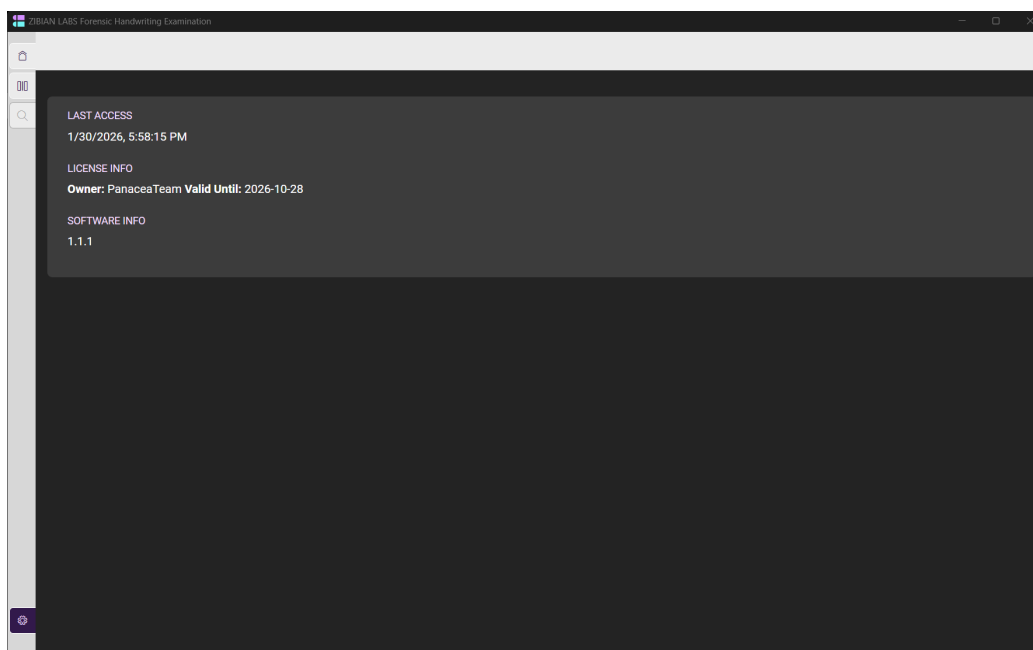 ZIBIAN LABS Forensic Handwriting Examination
LAST ACCESS
1/30/2026, 5:58:15 PM
LICENSE INFO
Owner: PanaceaTeam Valid Until: 2026-10-28
SOFTWARE INFO
1.1.1